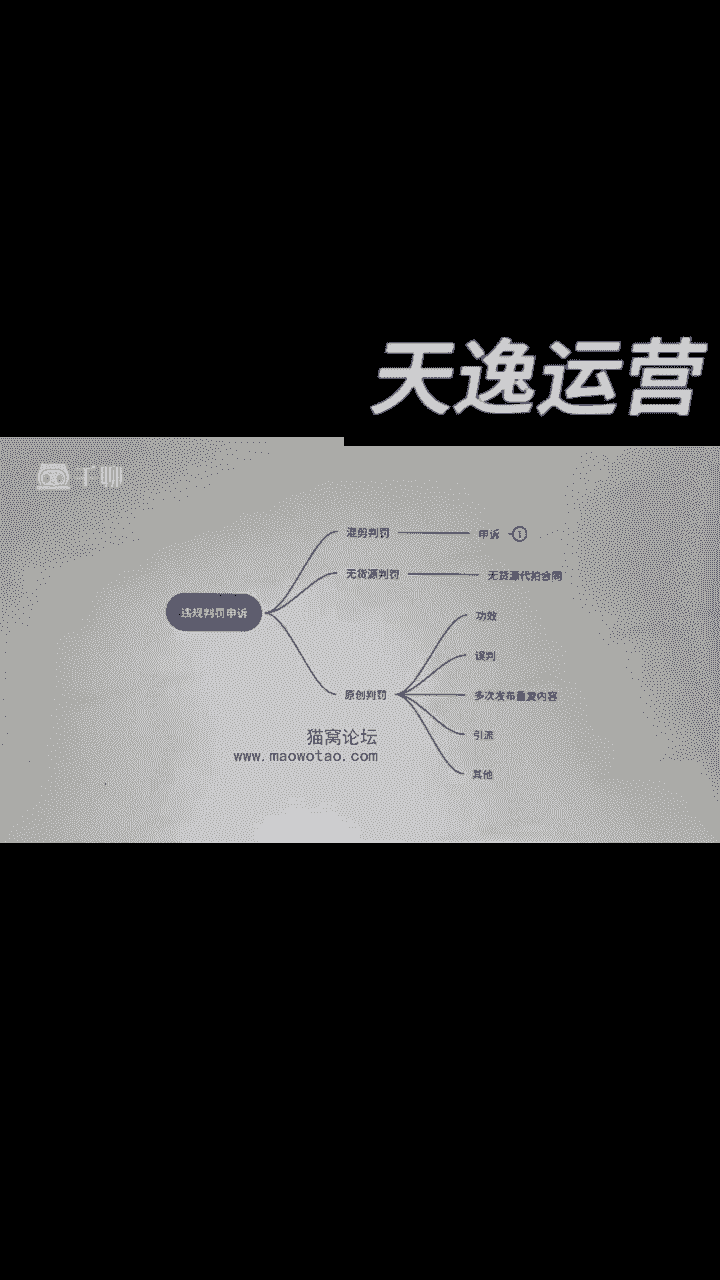 天逸运营
千聊
混剪判罚
申诉
1
无货源判罚
无货源代拍合同
违规判罚申诉
功效
误判
原创判罚
多次发布重复内容
引流
其他
猫窝论坛
www.maowotao.com